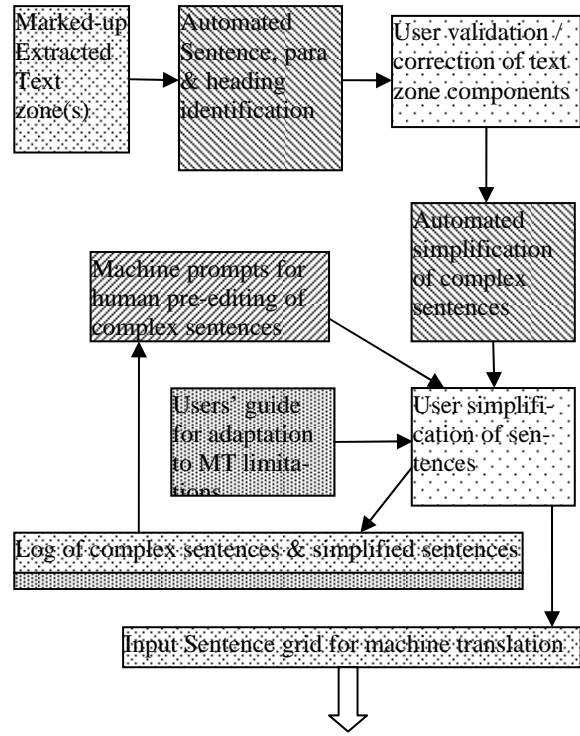 Marked-up
Extracted
Text
zone(s)
Automated
Sentence, para
& heading
identification
User validation /
correction of text
zone components
Automated
simplification
of complex
sentences
Machine prompts for
human pre-editing of
complex sentences
Users' guide
for adaptation
to MT limita-
tions
User simplifi-
cation of sen-
tences
Log of complex sentences & simplified sentences
Input Sentence grid for machine translation